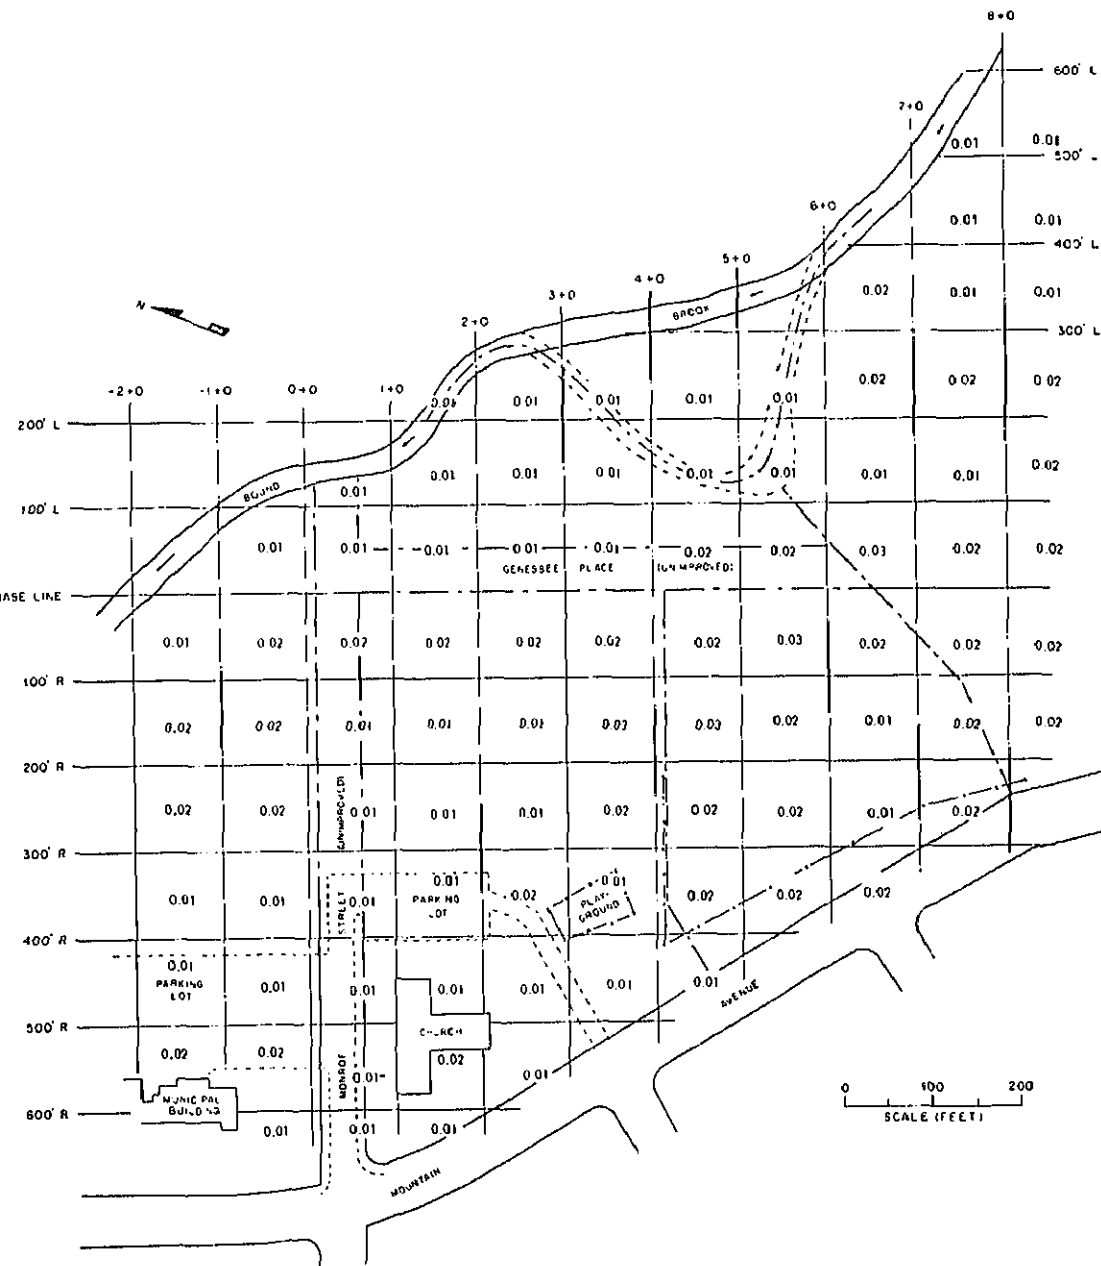 8+0
600' L
7+0
0.01 0.01
500' L
6+0
0.01 0.01
400' L
5+0
4+0
3+0
0.02 0.01 0.01
N
BROOK
2+0
300' L
-2+0 -1+0 0+0 1+0
0.02 0.02 0.02
0.01 0.01 0.01 0.01 0.01
200' L
0.01 0.01 0.01 0.01 0.01 0.01 0.01 0.02
BOUND 0.01
100' L
0.01 0.01 0.01 0.01 0.01 0.02 0.02 0.03 0.02 0.02
GENESSEE PLACE (UNIMPROVED)
BASE LINE
0.01 0.02 0.02 0.02 0.02 0.02 0.02 0.03 0.02 0.02 0.02
100' R
0.02 0.02 0.01 0.01 0.01 0.03 0.03 0.02 0.01 0.02 0.02
200' R
(UNIMPROVED)
0.02 0.02 0.01 0.01 0.01 0.01 0.02 0.02 0.01 0.02
300' R
0.01 0.01
0.01 0.01 0.01 0.02 0.02 0.02 0.02
PARKING
LOT
PLAY-
GROUND
STREET
400' R
0.01
PARKING
LOT
0.01 0.01 0.01 0.01 0.01 0.01
AVENUE
500' R
CHURCH
0.02 0.02 0.02
0.01 0.01
MONROE
MUNICIPAL
BUILDING
0 100 200
SCALE (FEET)
600' R
0.01 0.01 0.01
MOUNTAIN